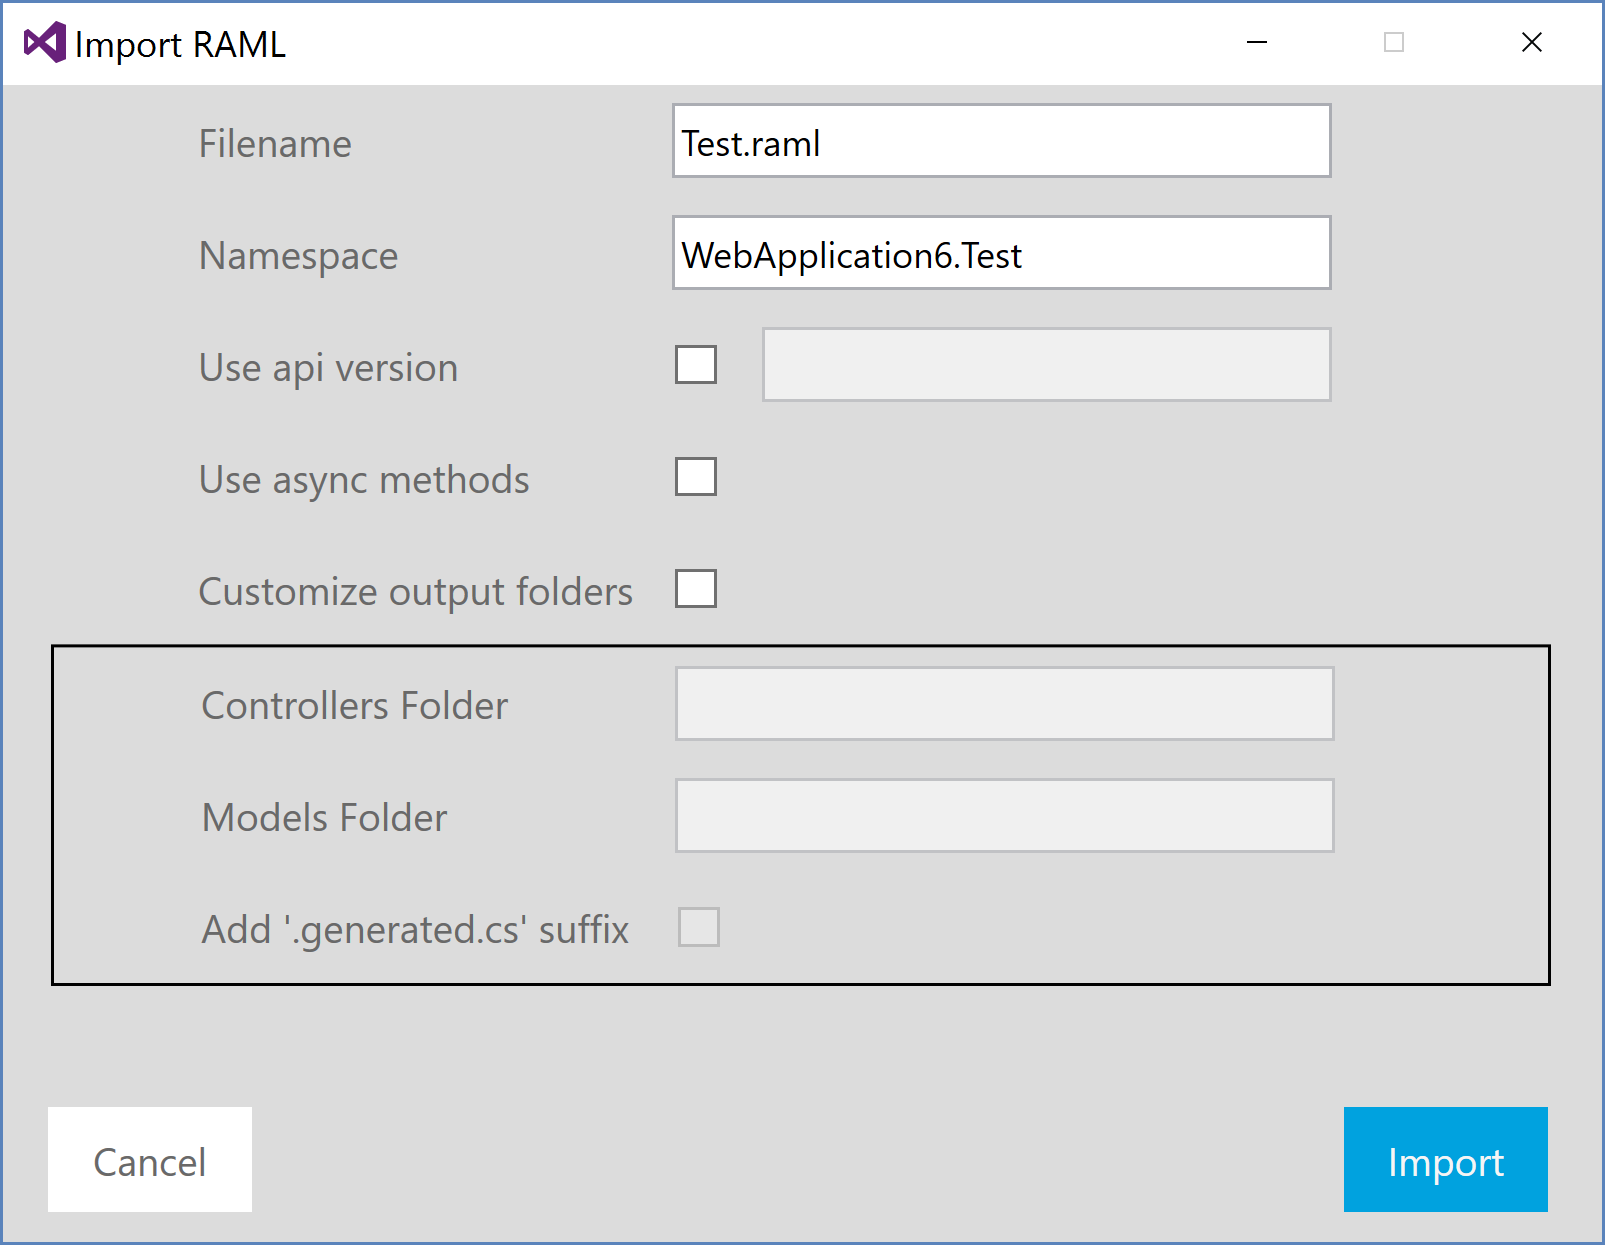 Import RAML
Filename
Test.raml
Namespace
WebApplication6.Test
Use api version
Use async methods
Customize output folders
Controllers Folder
Models Folder
Add '.generated.cs' suffix
Cancel
Import